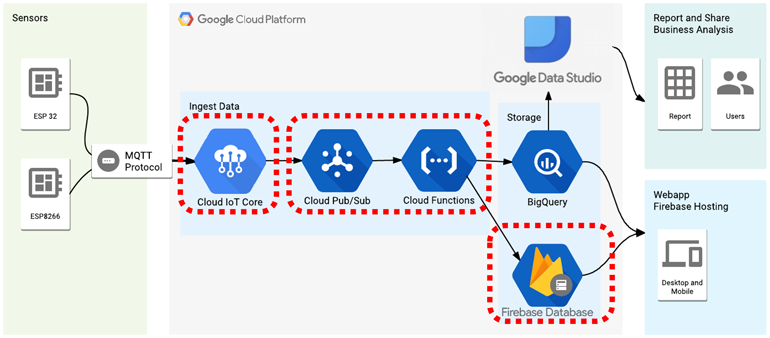 Sensors
ESP 32
ESP8266
MQTT
Protocol
Google Cloud Platform
Ingest Data
Cloud IoT Core
Cloud Pub/Sub
Cloud Functions
Google Data Studio
Storage
BigQuery
Firebase Database
Report and Share
Business Analysis
Report
Users
Webapp
Firebase Hosting
Desktop and
Mobile